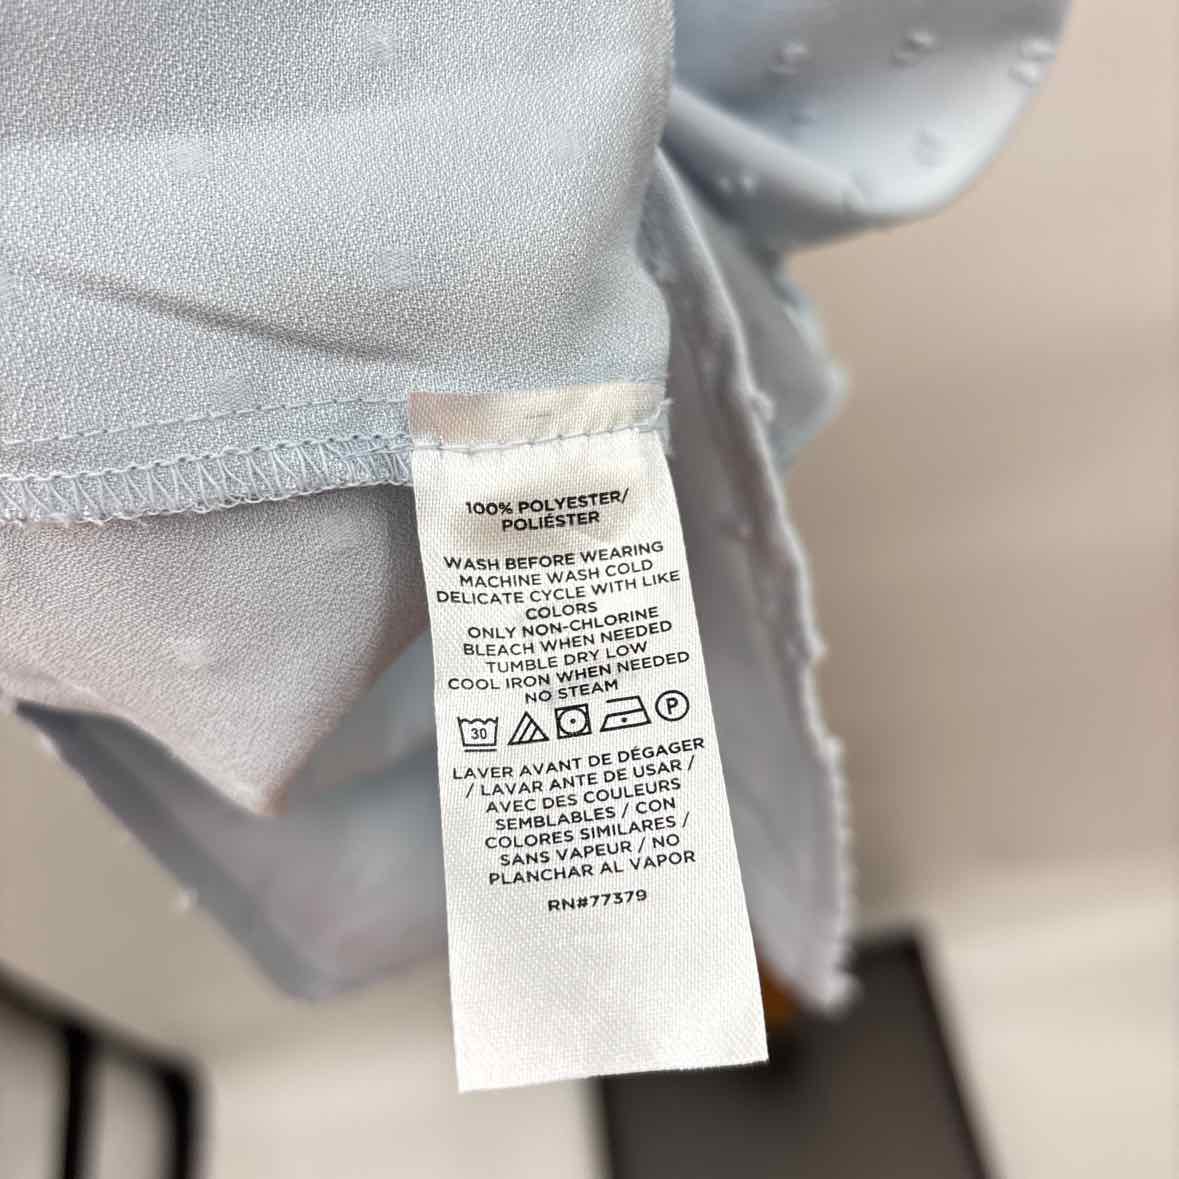 100% POLYESTER/
POLIÉSTER
WASH BEFORE WEARING
MACHINE WASH COLD
DELICATE CYCLE WITH LIKE
COLORS
ONLY NON-CHLORINE
BLEACH WHEN NEEDED
TUMBLE DRY LOW
COOL IRON WHEN NEEDED
NO STEAM
30 P
LAVER AVANT DE DÉGAGER
/ LAVAR ANTE DE USAR /
AVEC DES COULEURS
SEMBLABLES / CON
COLORES SIMILARES /
SANS VAPEUR / NO
PLANCHAR AL VAPOR
RN#77379